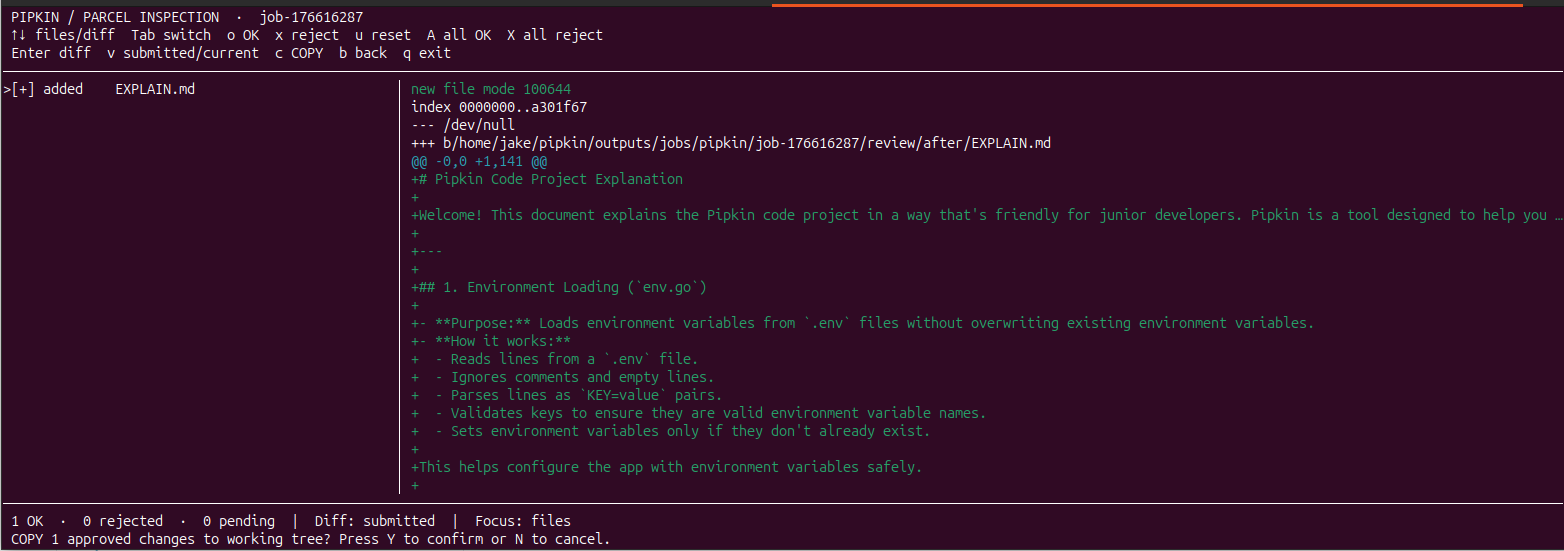 PIPKIN / PARCEL INSPECTION · job-176616287
↑↓ files/diff Tab switch o OK x reject u reset A all OK X all reject
Enter diff v submitted/current c COPY b back q exit
>[+] added EXPLAIN.md
new file mode 100644
index 0000000..a301f67
--- /dev/null
+++ b/home/jake/pipkin/outputs/jobs/pipkin/job-176616287/review/after/EXPLAIN.md
@@ -0,0 +1,141 @@
+# Pipkin Code Project Explanation
+
+Welcome! This document explains the Pipkin code project in a way that's friendly for junior developers. Pipkin is a tool designed to help you …
+
+---
+
+## 1. Environment Loading (`env.go`)
+
+- **Purpose:** Loads environment variables from `.env` files without overwriting existing environment variables.
+- **How it works:**
+  - Reads lines from a `.env` file.
+  - Ignores comments and empty lines.
+  - Parses lines as `KEY=value` pairs.
+  - Validates keys to ensure they are valid environment variable names.
+  - Sets environment variables only if they don't already exist.
+
+This helps configure the app with environment variables safely.
+
1 OK · 0 rejected · 0 pending | Diff: submitted | Focus: files
COPY 1 approved changes to working tree? Press Y to confirm or N to cancel.